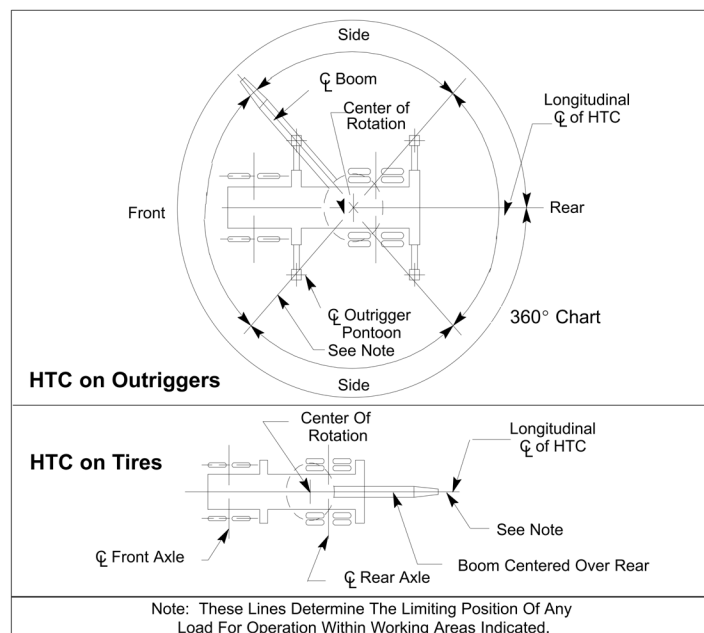 Side
℄ Boom
Center of
Rotation
Longitudinal
℄ of HTC
Front
Rear
℄ Outrigger
Pontoon
See Note
360° Chart
HTC on Outriggers
Side
Center Of
Rotation
Longitudinal
℄ of HTC
HTC on Tires
See Note
℄ Front Axle
Boom Centered Over Rear
℄ Rear Axle
Note: These Lines Determine The Limiting Position Of Any
Load For Operation Within Working Areas Indicated.